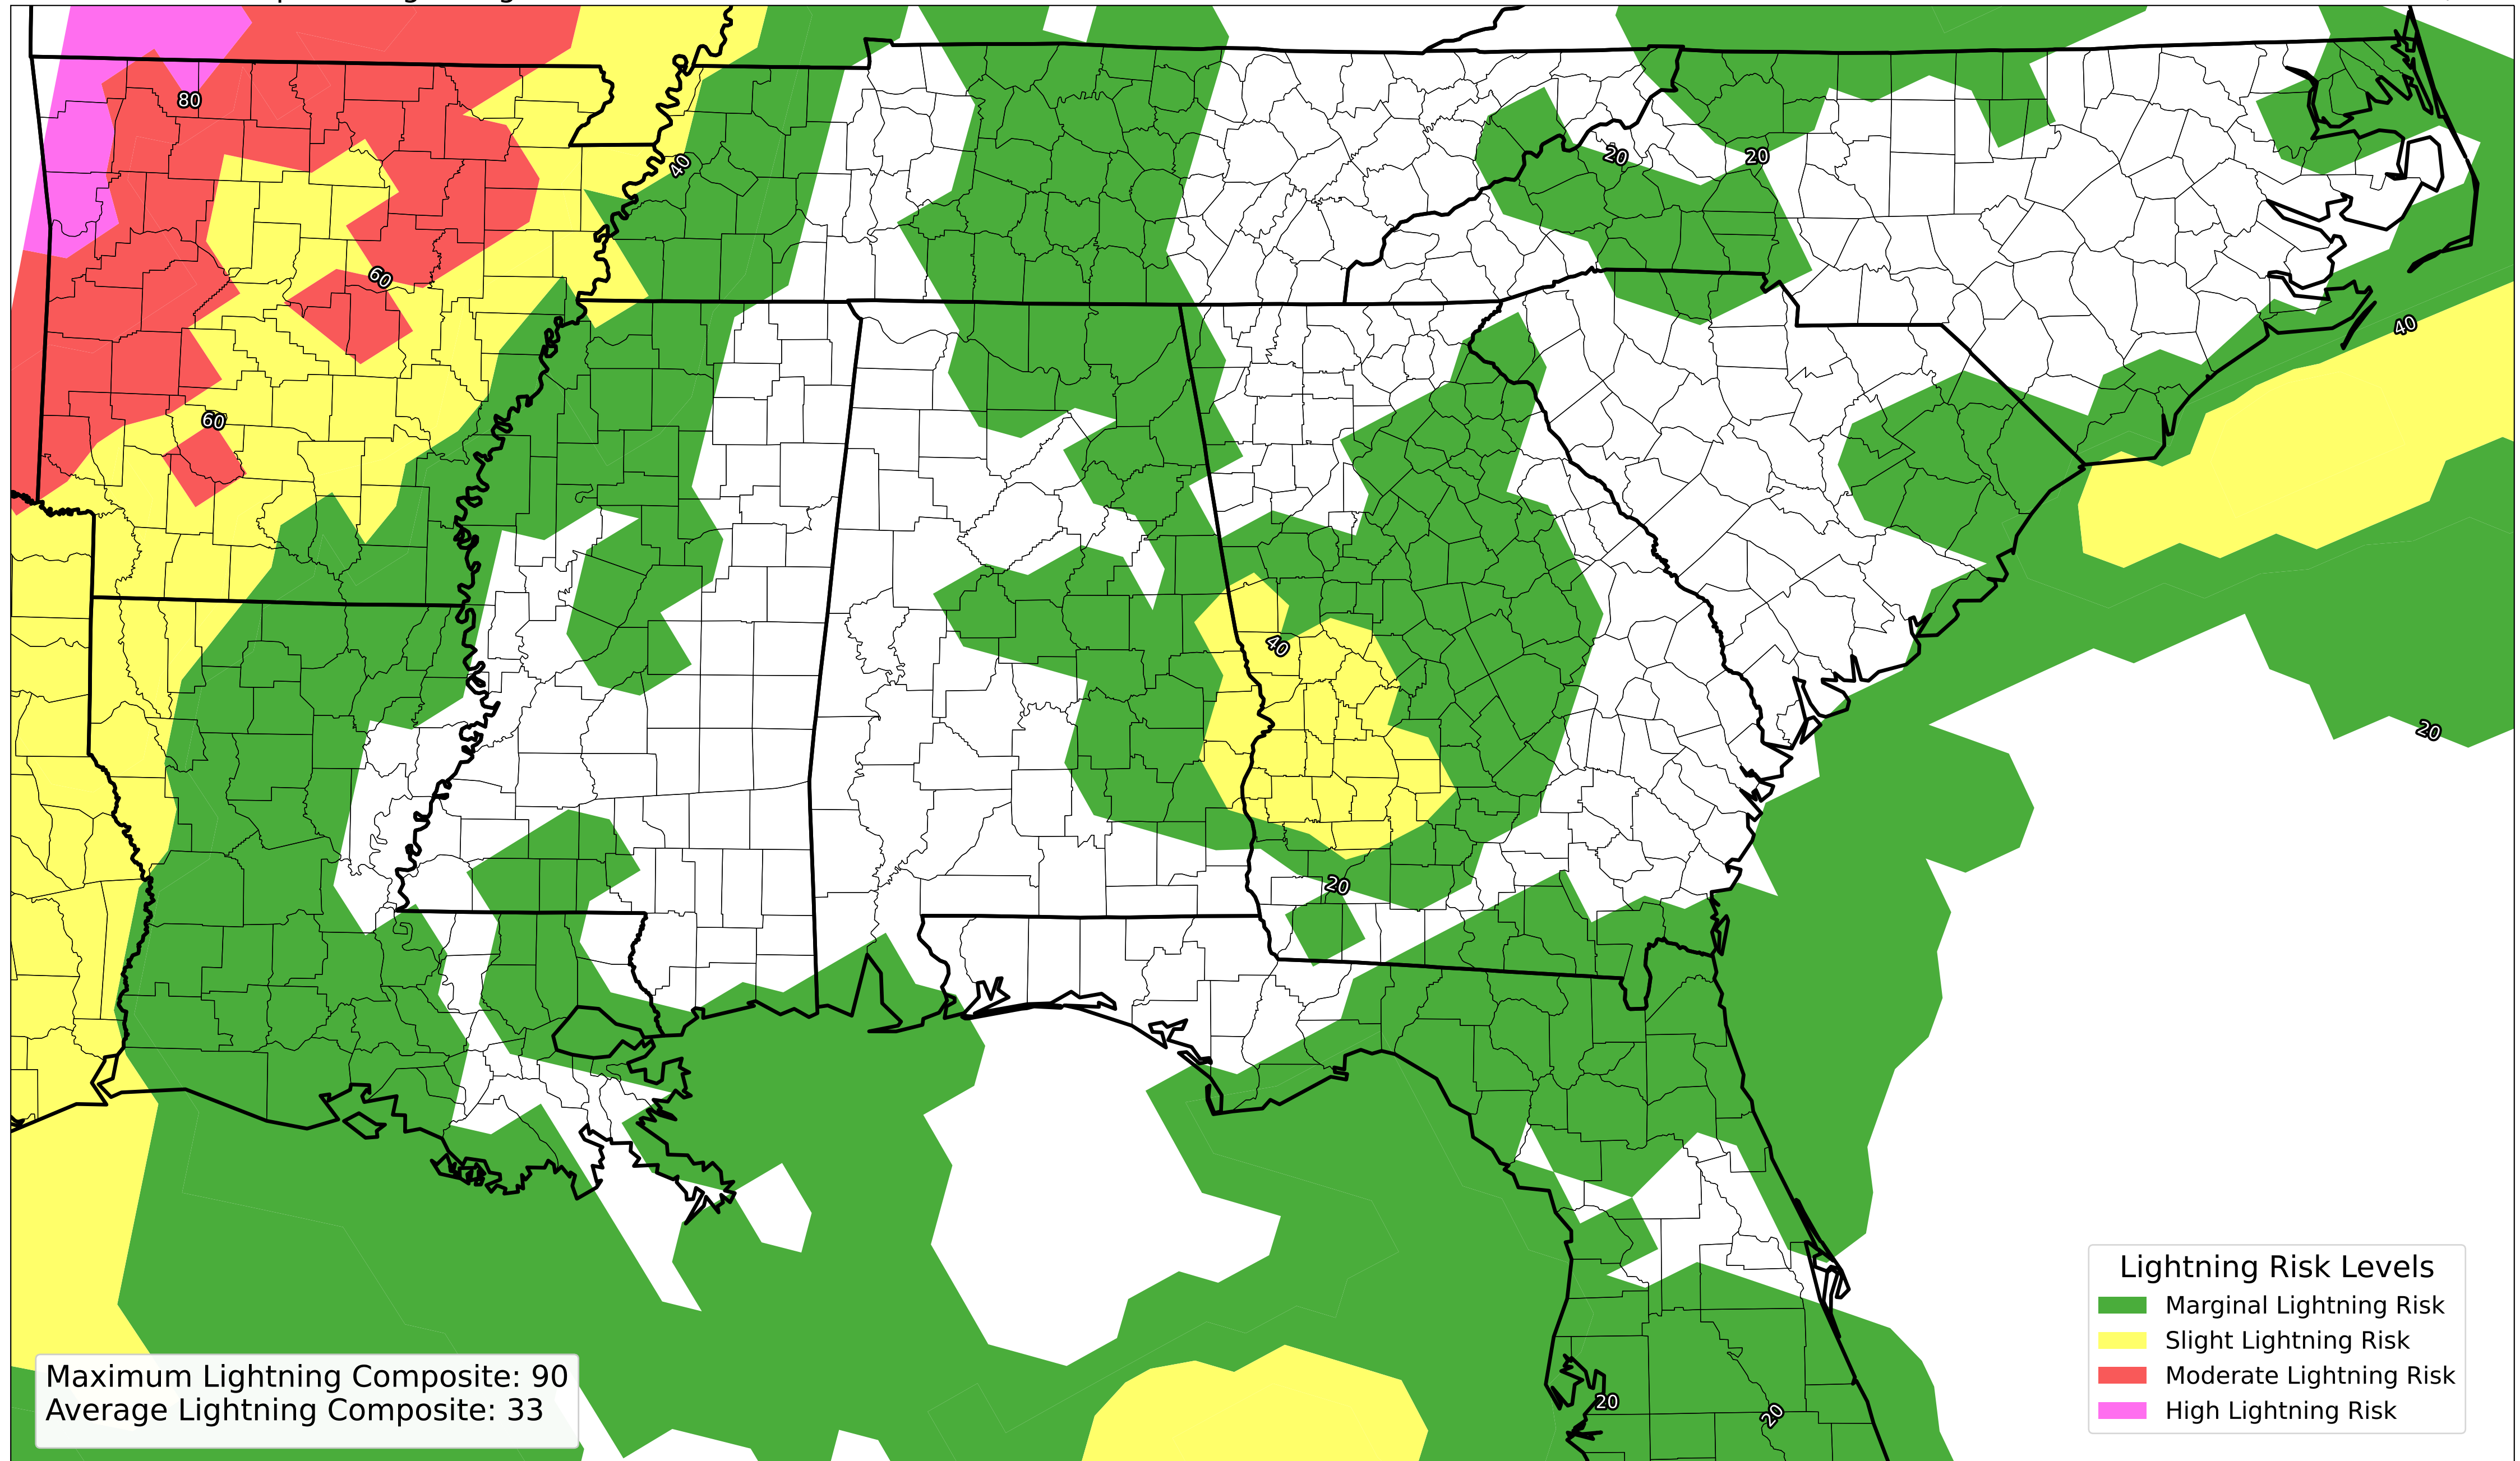 80
40
20
20
60
40
60
40
20
20
Lightning Risk Levels
Marginal Lightning Risk
Slight Lightning Risk
Moderate Lightning Risk
High Lightning Risk
Maximum Lightning Composite: 90
Average Lightning Composite: 33
20
20